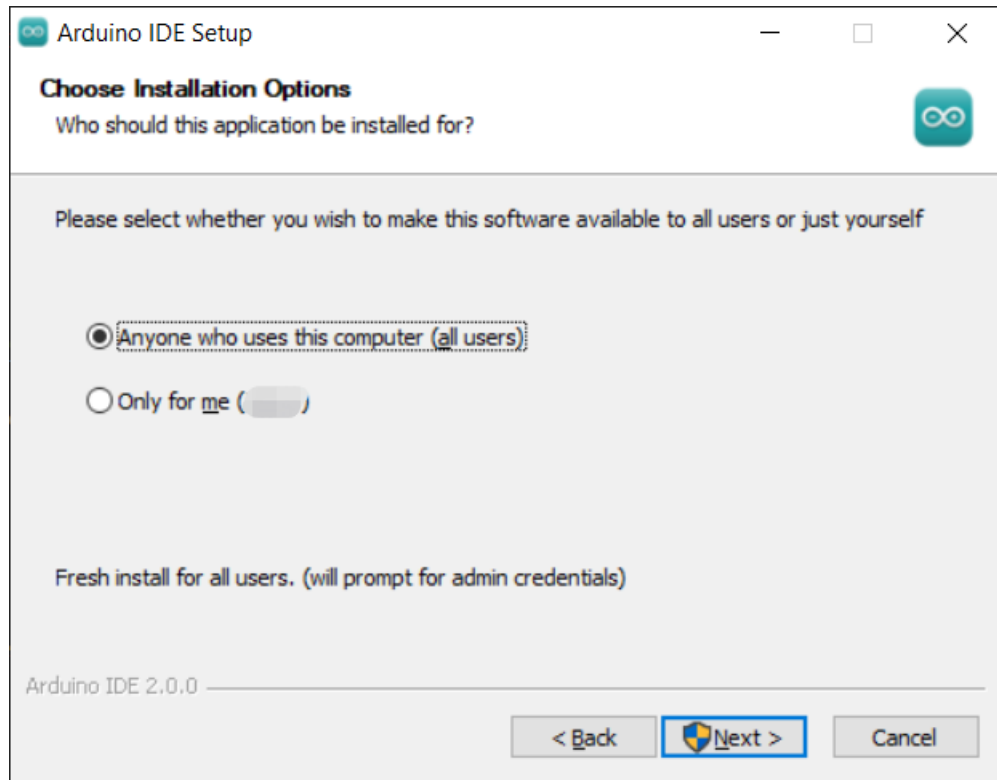 Arduino IDE Setup
Choose Installation Options
Who should this application be installed for?
Please select whether you wish to make this software available to all users or just yourself
Anyone who uses this computer (all users)
Only for me ( )
Fresh install for all users. (will prompt for admin credentials)
Arduino IDE 2.0.0
< Back
Next >
Cancel